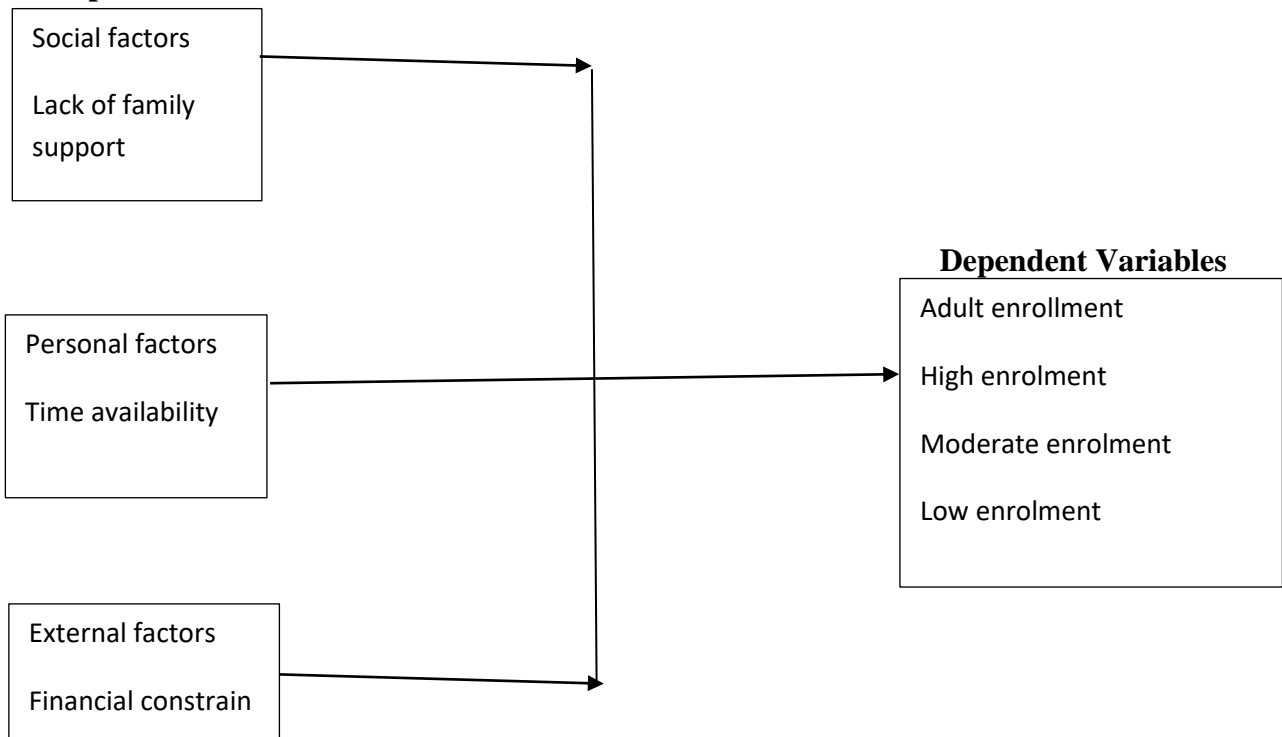 Social factors
Lack of family
support
Dependent Variables
Adult enrollment
High enrolment
Moderate enrolment
Low enrolment
Personal factors
Time availability
External factors
Financial constrain